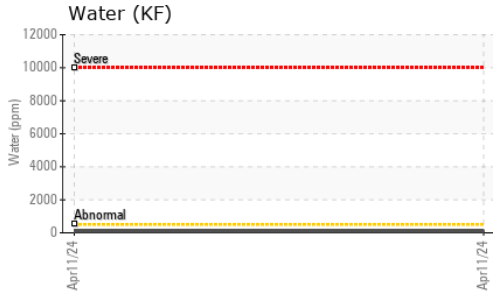 Water (KF)
12000
10000
8000
6000
4000
2000
0
Water (ppm)
Severe
Abnormal
Apr11/24
Apr11/24